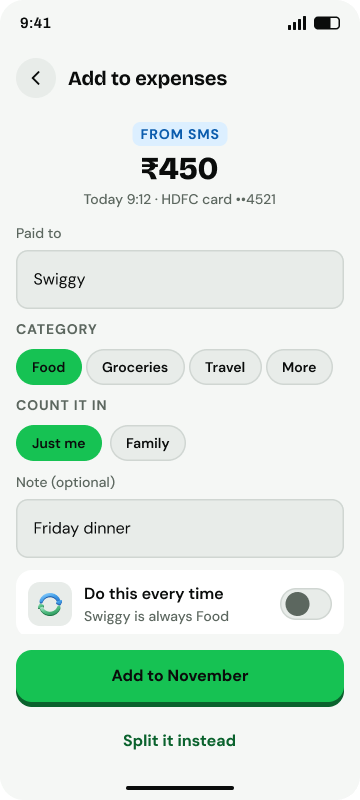 9:41
Add to expenses
FROM SMS
₹450
Today 9:12 · HDFC card ••4521
Paid to
Swiggy
CATEGORY
Food Groceries Travel More
COUNT IT IN
Just me Family
Note (optional)
Friday dinner
Do this every time
Swiggy is always Food
Add to November
Split it instead